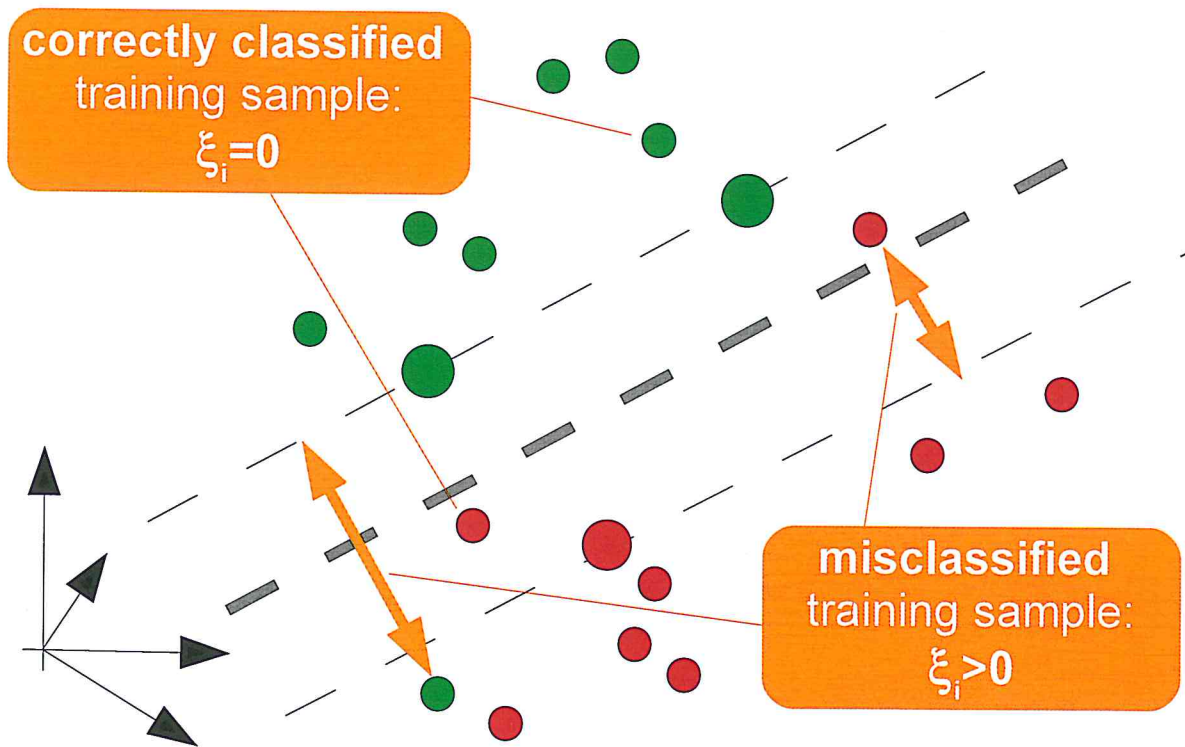 correctly classified
training sample:
ξᵢ=0
misclassified
training sample:
ξᵢ>0